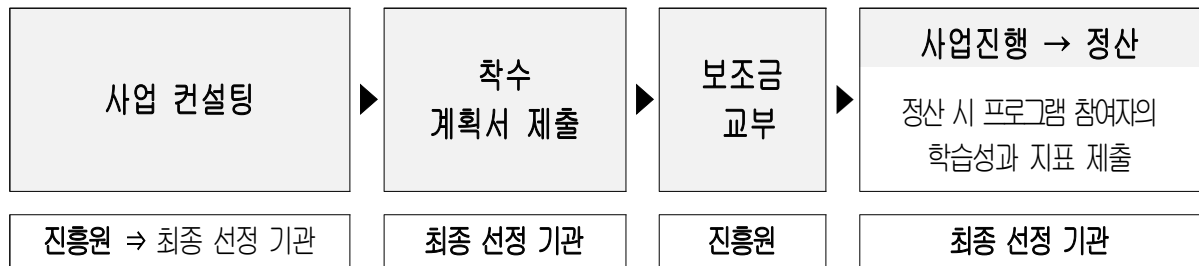 사업 컨설팅
▶
착수
계획서 제출
▶
보조금
교부
▶
사업진행 → 정산
정산 시 프로그램 참여자의
학습성과 지표 제출
진흥원 ⇒ 최종 선정 기관
최종 선정 기관
진흥원
최종 선정 기관